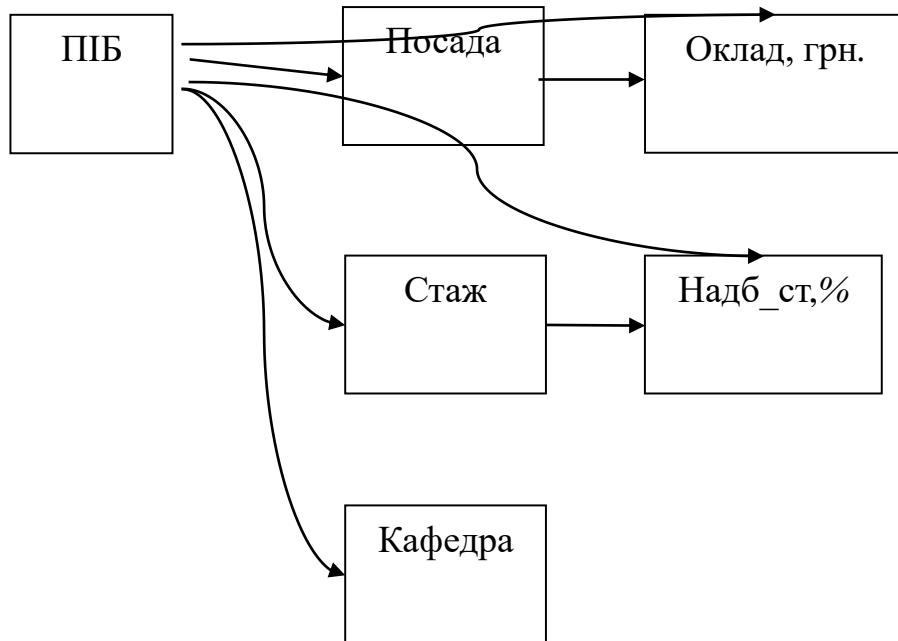 ПІБ
Посада
Оклад, грн.
Стаж
Надб_ст,%
Кафедра